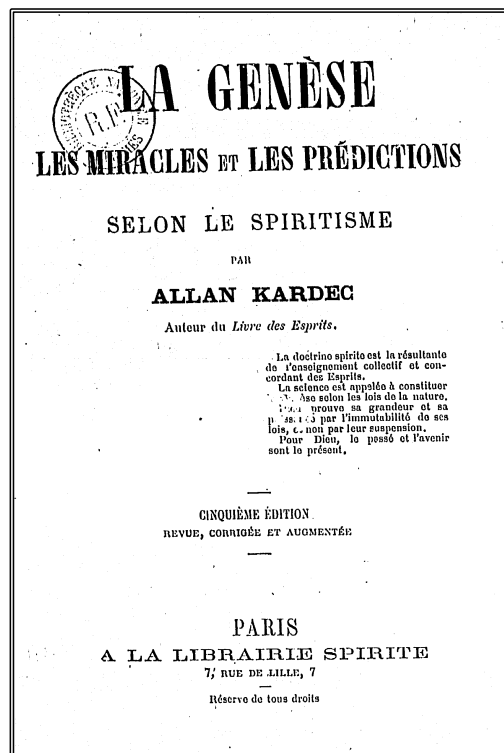 LA GENÈSE
LES MIRACLES ET LES PRÉDICTIONS
SELON LE SPIRITISME
PAR
ALLAN KARDEC
Auteur du Livre des Esprits.
La doctrine spirite est la résultante
de l'enseignement collectif et con-
cordant des Esprits.
La science est appelée à constituer
selon les lois de la nature.
prouve sa grandeur et sa
par l'immutabilité de ses
lois, et non par leur suspension.
Pour Dieu, le passé et l'avenir
sont le présent.
CINQUIÈME ÉDITION
REVUE, CORRIGÉE ET AUGMENTÉE
PARIS
A LA LIBRAIRIE SPIRITE
7, RUE DE LILLE, 7
Réserve de tous droits